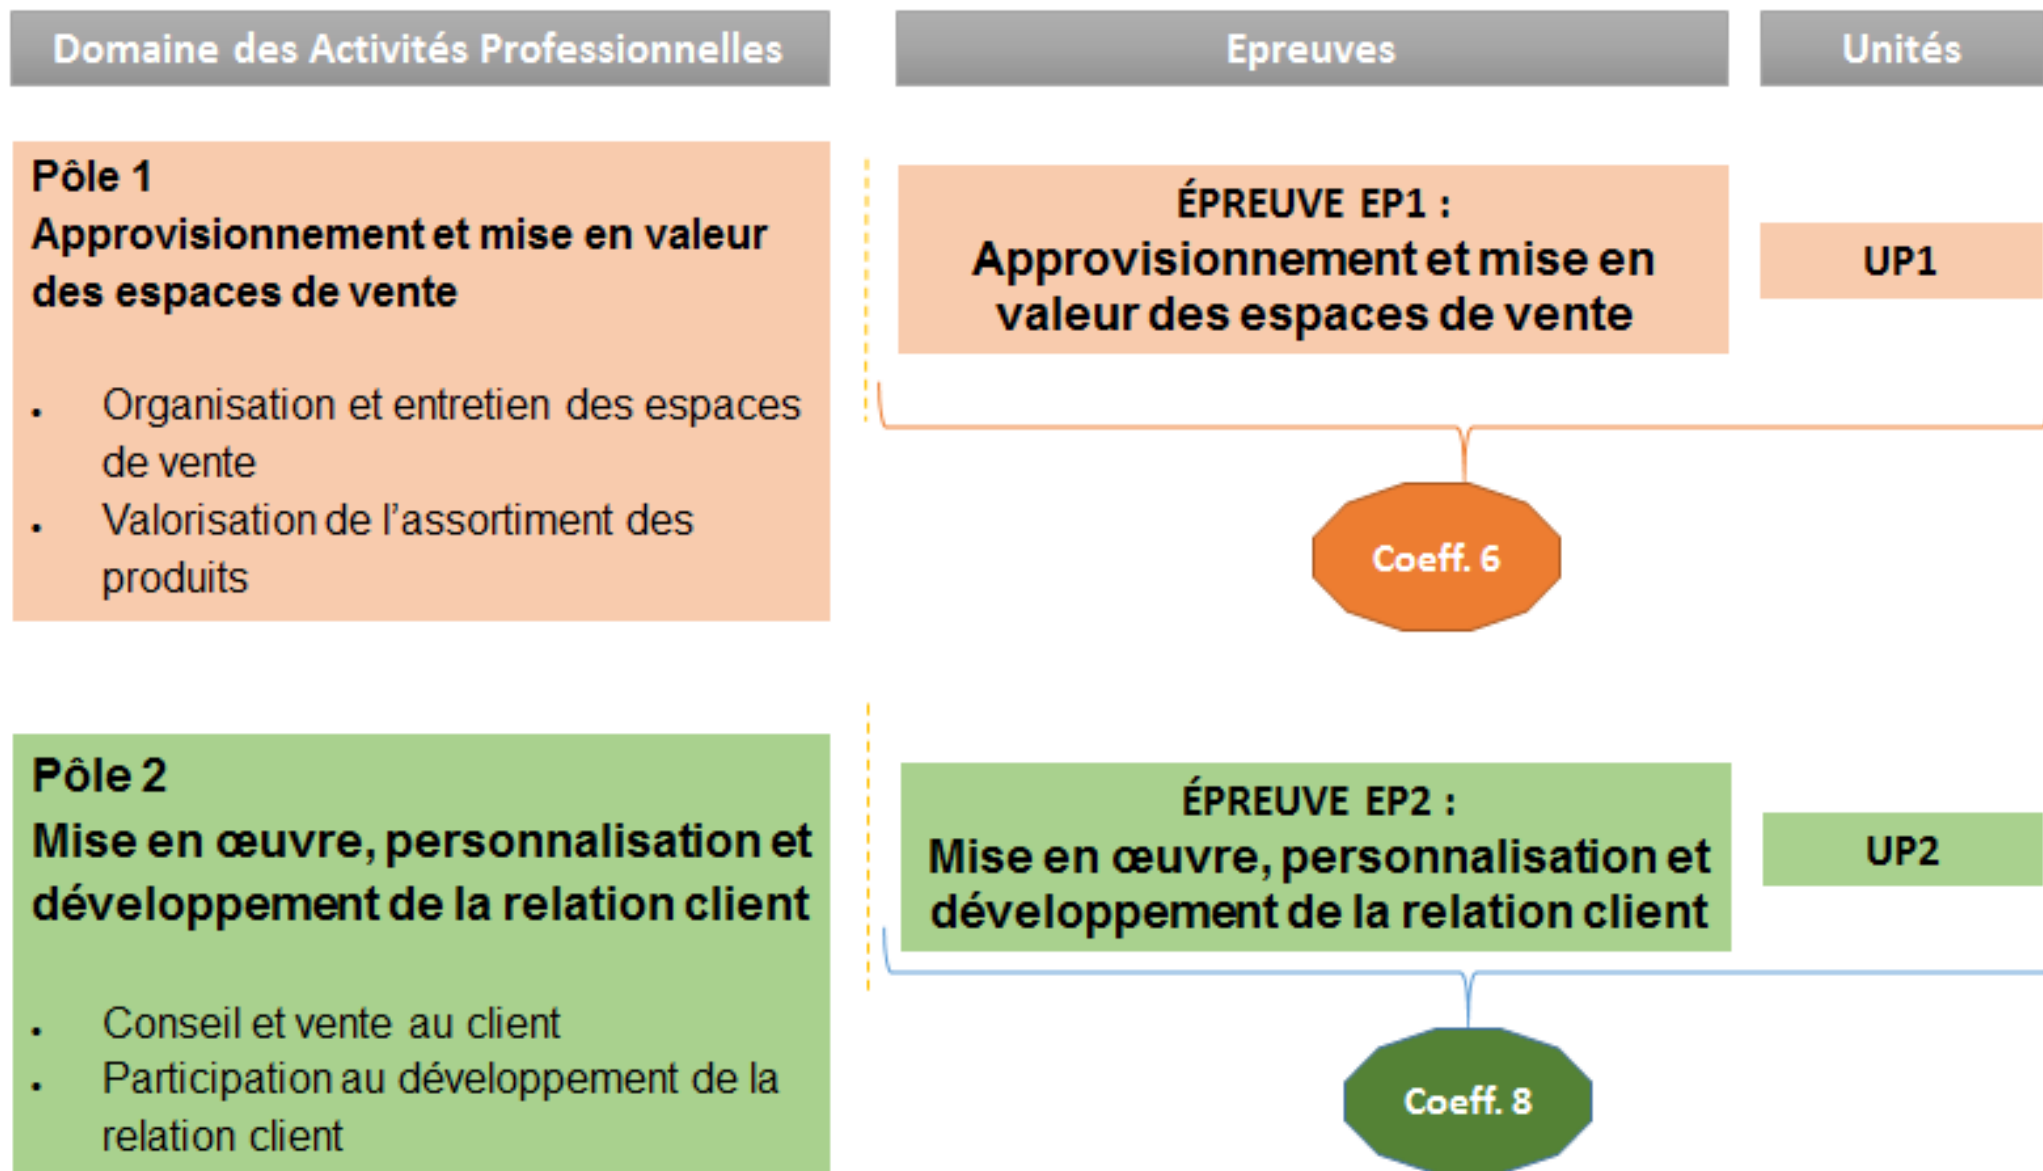 Domaine des Activités Professionnelles
Epreuves
Unités
Pôle 1
Approvisionnement et mise en valeur
des espaces de vente
• Organisation et entretien des espaces
de vente
• Valorisation de l'assortiment des
produits
ÉPREUVE EP1 :
Approvisionnement et mise en
valeur des espaces de vente
UP1
Coeff. 6
Pôle 2
Mise en œuvre, personnalisation et
développement de la relation client
• Conseil et vente au client
• Participation au développement de la
relation client
ÉPREUVE EP2 :
Mise en œuvre, personnalisation et
développement de la relation client
UP2
Coeff. 8